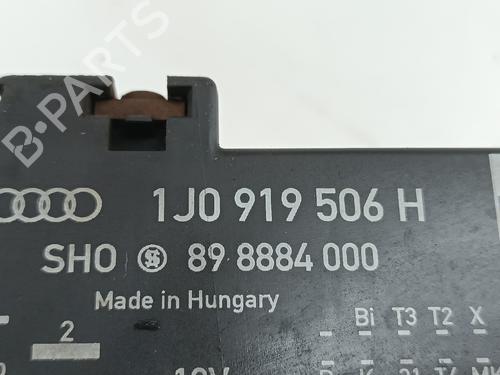 B-PARTS
1J0 919 506 H
SHO 89 8884 000
Made in Hungary
2
Bi T3 T2 X